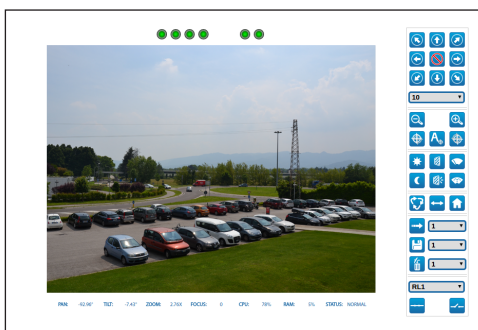 10
A
1
1
1
RL1
PAN: -92.98° TILT: -7.43° ZOOM: 2.76X FOCUS: 0 CPU: 78% RAM: 5% STATUS: NORMAL